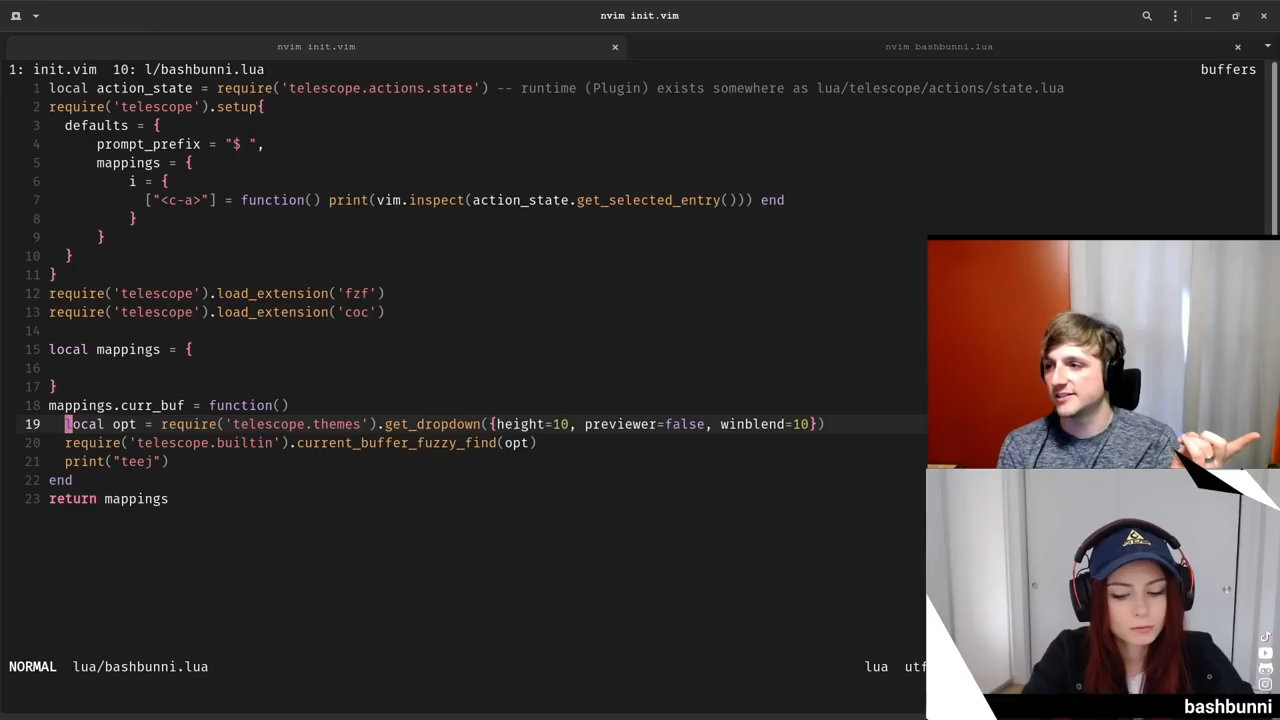 nvim init.vim
nvim init.vim
nvim bashbunni.lua
1: init.vim 10: l/bashbunni.lua
buffers
1 local action_state = require('telescope.actions.state') -- runtime (Plugin) exists somewhere as lua/telescope/actions/state.lua
2 require('telescope').setup{
3 defaults = {
4 prompt_prefix = "$ ",
5 mappings = {
6 i = {
7 ["<c-a>"] = function() print(vim.inspect(action_state.get_selected_entry())) end
8 }
9 }
10 }
11 }
12 require('telescope').load_extension('fzf')
13 require('telescope').load_extension('coc')
14
15 local mappings = {
16
17 }
18 mappings.curr_buf = function()
19 local opt = require('telescope.themes').get_dropdown({height=10, previewer=false, winblend=10})
20 require('telescope.builtin').current_buffer_fuzzy_find(opt)
21 print("teej")
22 end
23 return mappings
NORMAL lua/bashbunni.lua
lua utf
bashbunni